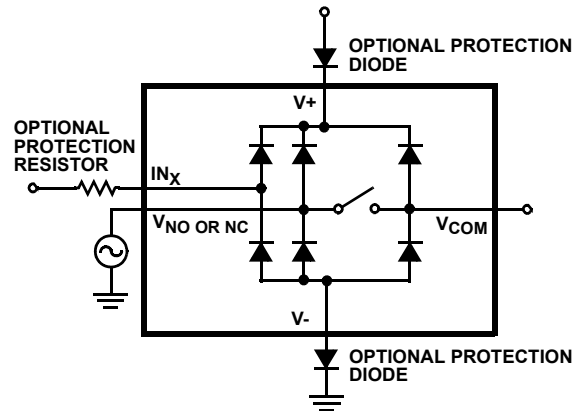 OPTIONAL PROTECTION
DIODE
V+
OPTIONAL
PROTECTION
RESISTOR
INX
VNO OR NC
VCOM
V-
OPTIONAL PROTECTION
DIODE